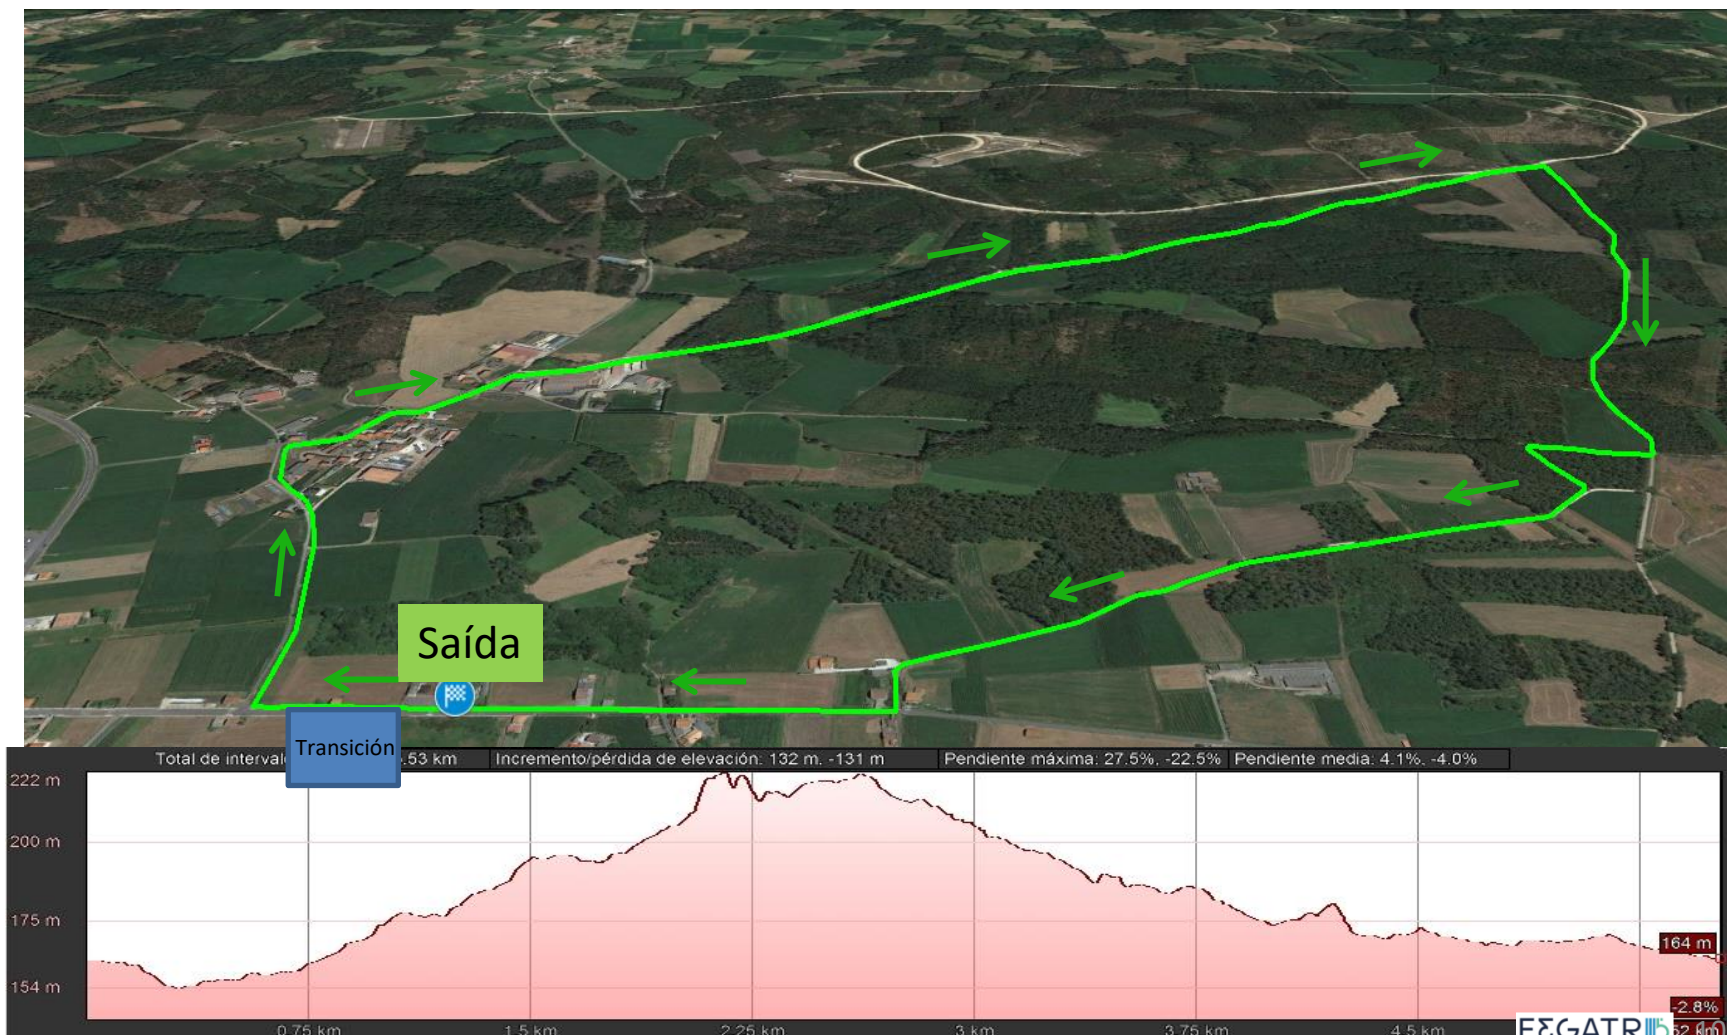 Saída
Transición
Total de intervalo .53 km Incremento/pérdida de elevación: 132 m. -131 m Pendiente máxima: 27.5%, -22.5% Pendiente media: 4.1%. -4.0%
222 m
200 m
175 m
154 m
164 m
-2.8%
0.75 km 1.5 km 2.25 km 3 km 3.75 km 4.5 km